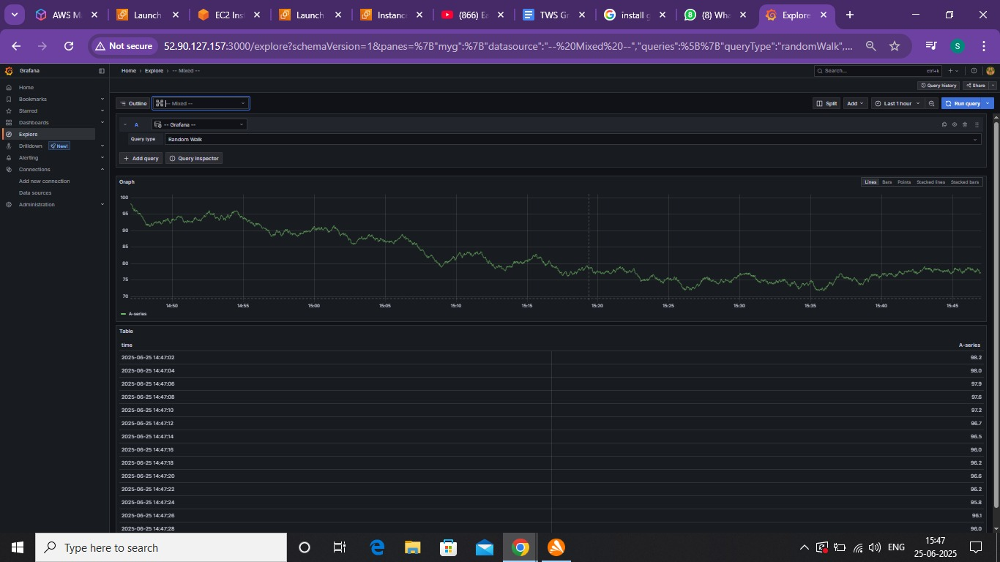 AWS M
Launch
EC2 Ins
Launch
Instanc
(866) Ea
TWS Gr
install g
(8) Wha
Explore
Not secure
52.90.127.157:3000/explore?schemaVersion=1&panes=%7B"myg":%7B"datasource":"--%20Mixed%20--","queries":%5B%7B"queryType":"randomWalk",...
S
Grafana
Home › Explore › -- Mixed --
Search...
ctrl+k
Query history
Share
Home
Bookmarks
Starred
Dashboards
Explore
Drilldown
New!
Alerting
Connections
Add new connection
Data sources
Administration
Outline
-- Mixed --
Split
Add
Last 1 hour
Run query
A
-- Grafana --
Query type
Random Walk
+ Add query
Query inspector
Graph
Lines
Bars
Points
Stacked lines
Stacked bars
100
95
90
85
80
75
70
14:50 14:55 15:00 15:05 15:10 15:15 15:20 15:25 15:30 15:35 15:40 15:45
A-series
Table
time A-series
2025-06-25 14:47:02 98.2
2025-06-25 14:47:04 98.0
2025-06-25 14:47:06 97.9
2025-06-25 14:47:08 97.6
2025-06-25 14:47:10 97.2
2025-06-25 14:47:12 96.7
2025-06-25 14:47:14 96.5
2025-06-25 14:47:16 96.0
2025-06-25 14:47:18 96.2
2025-06-25 14:47:20 96.6
2025-06-25 14:47:22 96.2
2025-06-25 14:47:24 95.8
2025-06-25 14:47:26 96.1
2025-06-25 14:47:28 96.0
Type here to search
ENG
15:47
25-06-2025